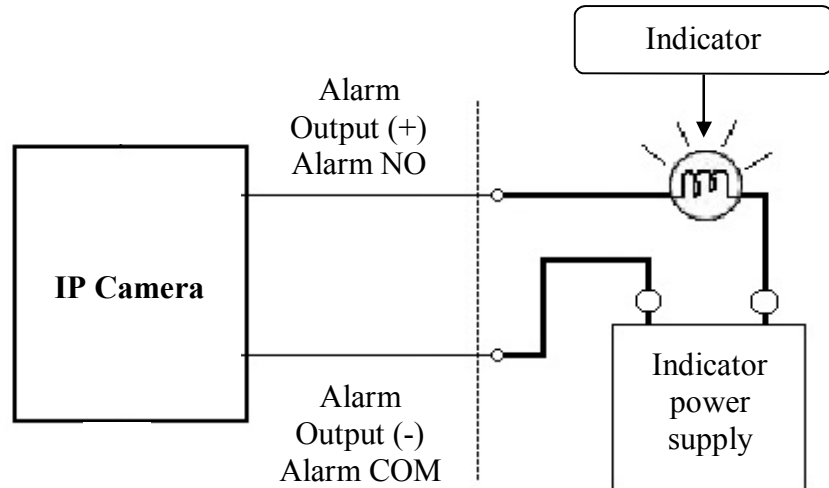 Indicator
Alarm
Output (+)
Alarm NO
IP Camera
Indicator
power
supply
Alarm
Output (-)
Alarm COM